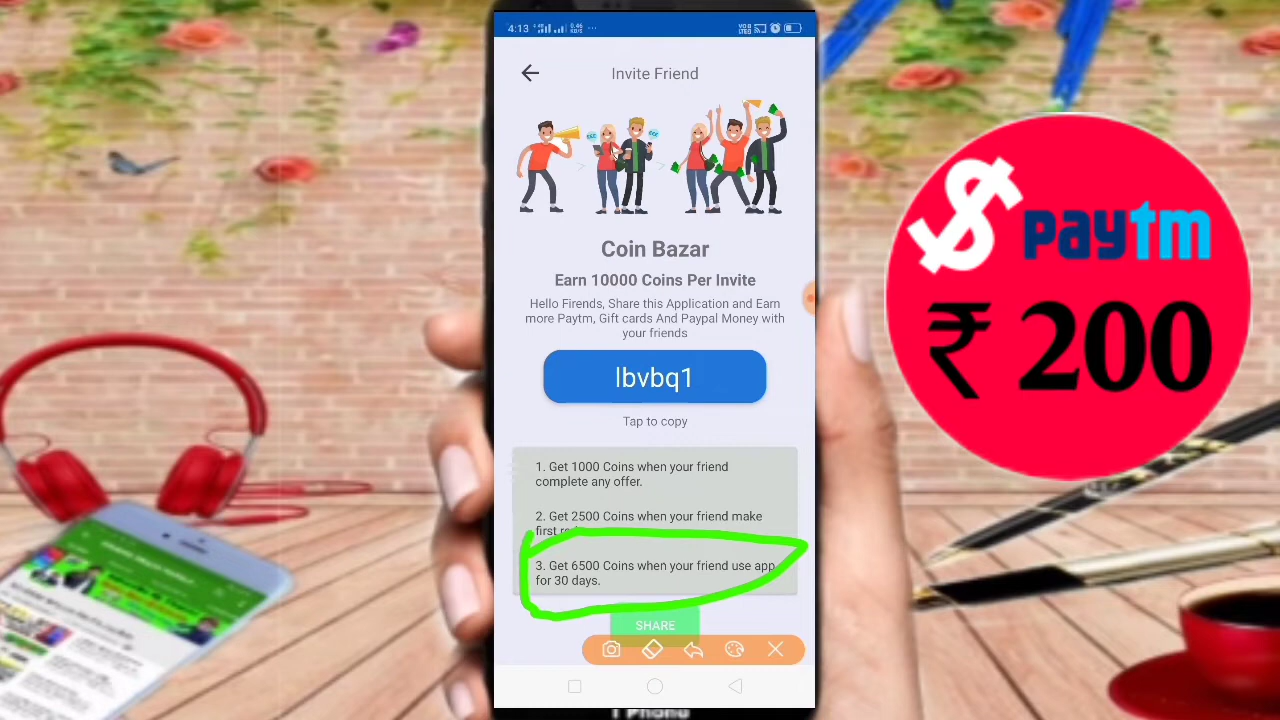 4:13
0.46
KB/S
Invite Friend
Coin Bazar
Earn 10000 Coins Per Invite
Hello Firends, Share this Application and Earn
more Paytm, Gift cards And Paypal Money with
your friends
lbvbq1
Tap to copy
1. Get 1000 Coins when your friend
complete any offer.
2. Get 2500 Coins when your friend make
first
3. Get 6500 Coins when your friend use app
for 30 days.
SHARE
$ paytm
₹ 200